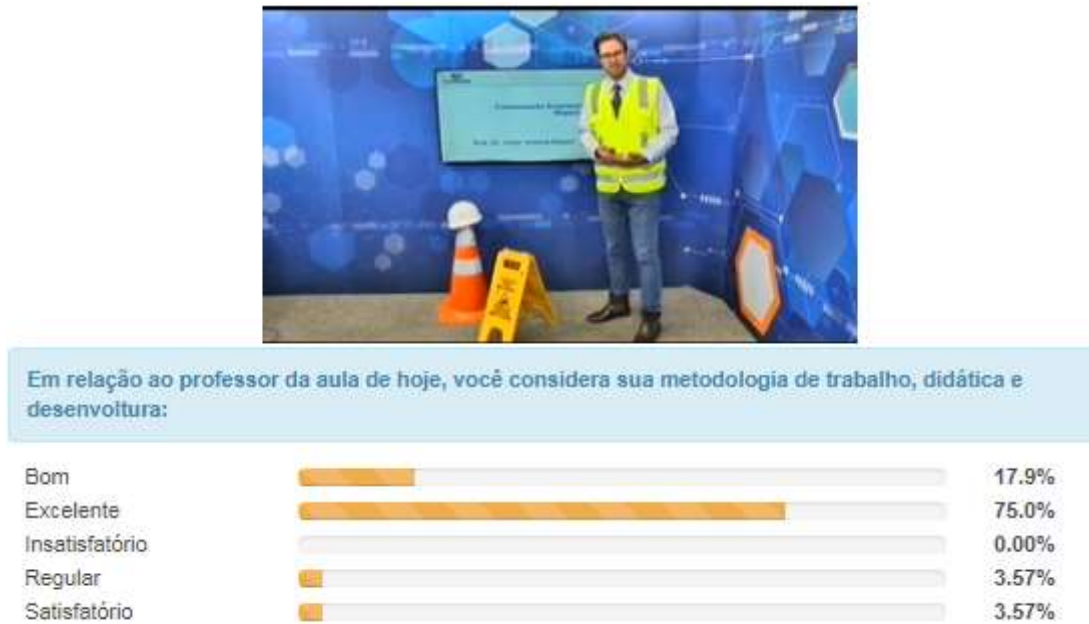 Em relação ao professor da aula de hoje, você considera sua metodologia de trabalho, didática e
desenvoltura:
Bom 17.9%
Excelente 75.0%
Insatisfatório 0.00%
Regular 3.57%
Satisfatório 3.57%